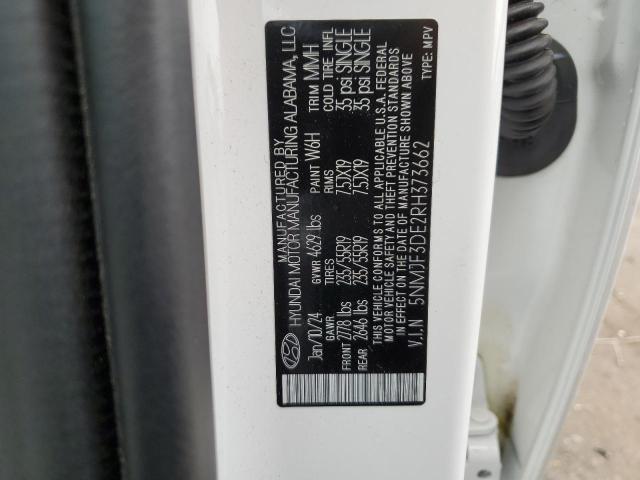 MANUFACTURED BY
HYUNDAI MOTOR MANUFACTURING ALABAMA, LLC
Jan/10/24 GVWR 4629 lbs PAINT W6H TRIM MMH
GAWR TIRES RIMS COLD TIRE INFL
FRONT 2778 lbs 235/55R19 7.5JX19 35 psi SINGLE
REAR 2646 lbs 235/55R19 7.5JX19 35 psi SINGLE
THIS VEHICLE CONFORMS TO ALL APPLICABLE U.S.A. FEDERAL
MOTOR VEHICLE SAFETY AND THEFT PREVENTION STANDARDS
IN EFFECT ON THE DATE OF MANUFACTURE SHOWN ABOVE
V.I.N 5NMJF3DE2RH373662
TYPE: MPV